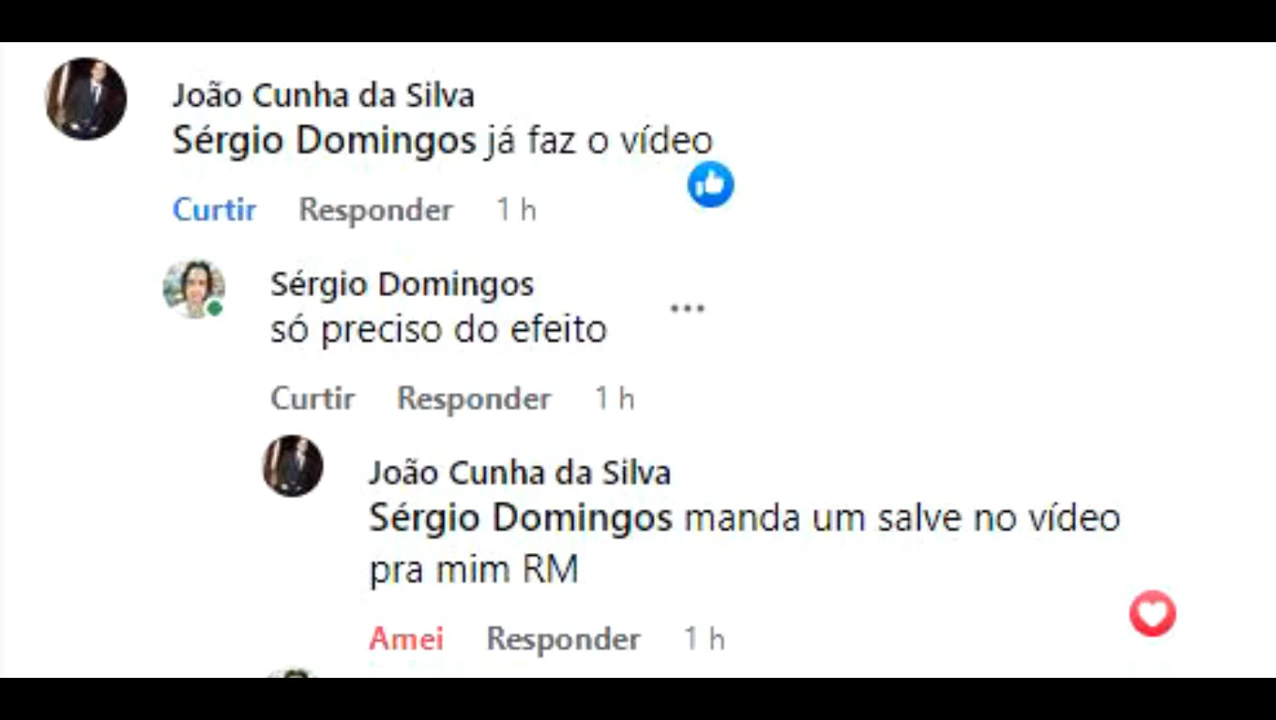 João Cunha da Silva
Sérgio Domingos já faz o vídeo
Curtir Responder 1 h
Sérgio Domingos
só preciso do efeito
Curtir Responder 1 h
João Cunha da Silva
Sérgio Domingos manda um salve no vídeo
pra mim RM
Amei Responder 1 h